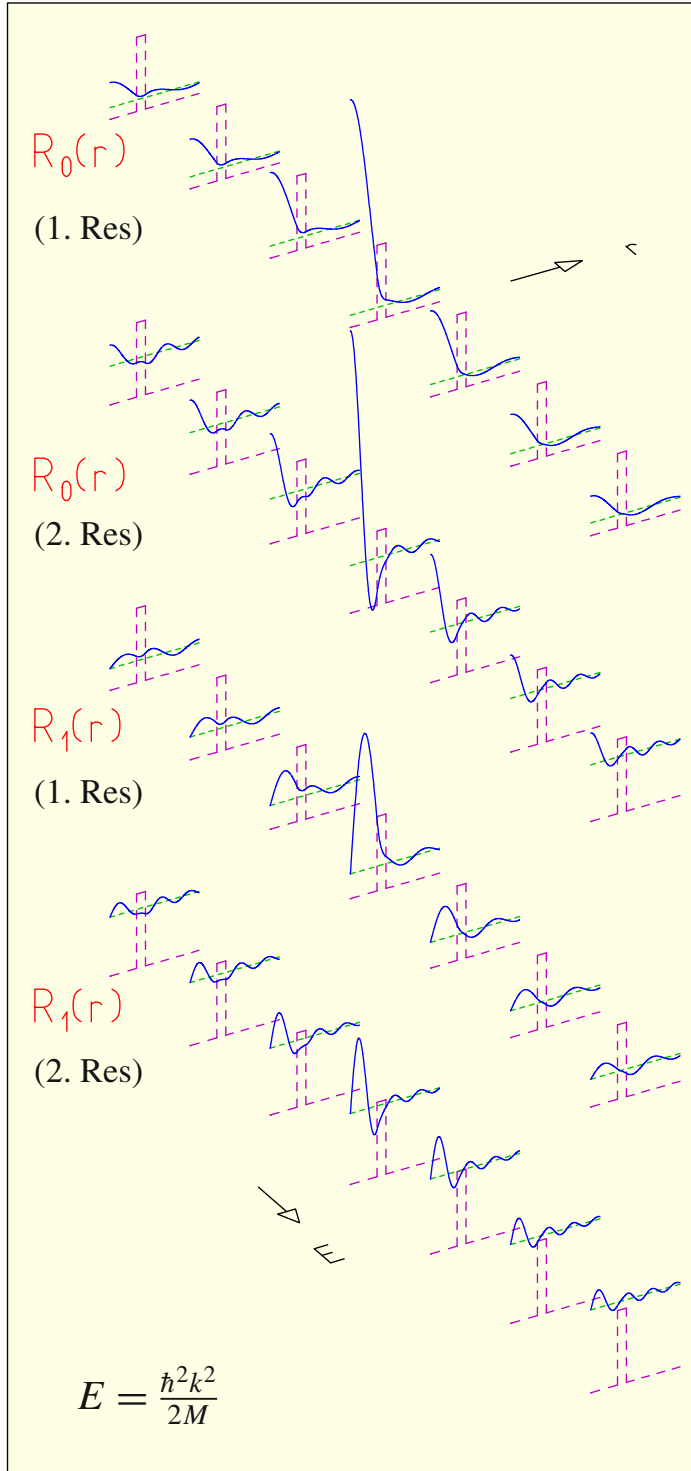 R₀(r)
(1. Res)
r
R₀(r)
(2. Res)
R₁(r)
(1. Res)
R₁(r)
(2. Res)
E
E = ħ²k²/2M